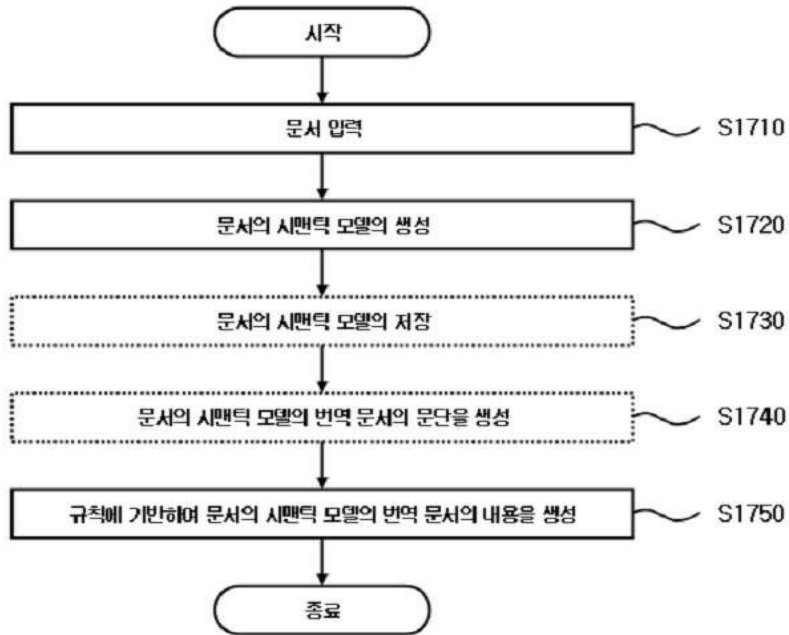 시작
문서 입력
S1710
문서의 시맨틱 모델의 생성
S1720
문서의 시맨틱 모델의 저장
S1730
문서의 시맨틱 모델의 번역 문서의 문단을 생성
S1740
규칙에 기반하여 문서의 시맨틱 모델의 번역 문서의 내용을 생성
S1750
종료